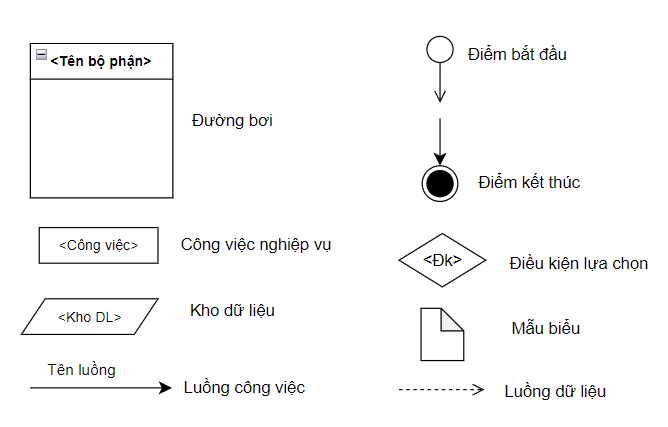 <Tên bộ phận>
Đường bơi
<Công việc>
Công việc nghiệp vụ
<Kho DL>
Kho dữ liệu
Tên luồng
Luồng công việc
Điểm bắt đầu
Điểm kết thúc
<Đk>
Điều kiện lựa chọn
Mẫu biểu
Luồng dữ liệu